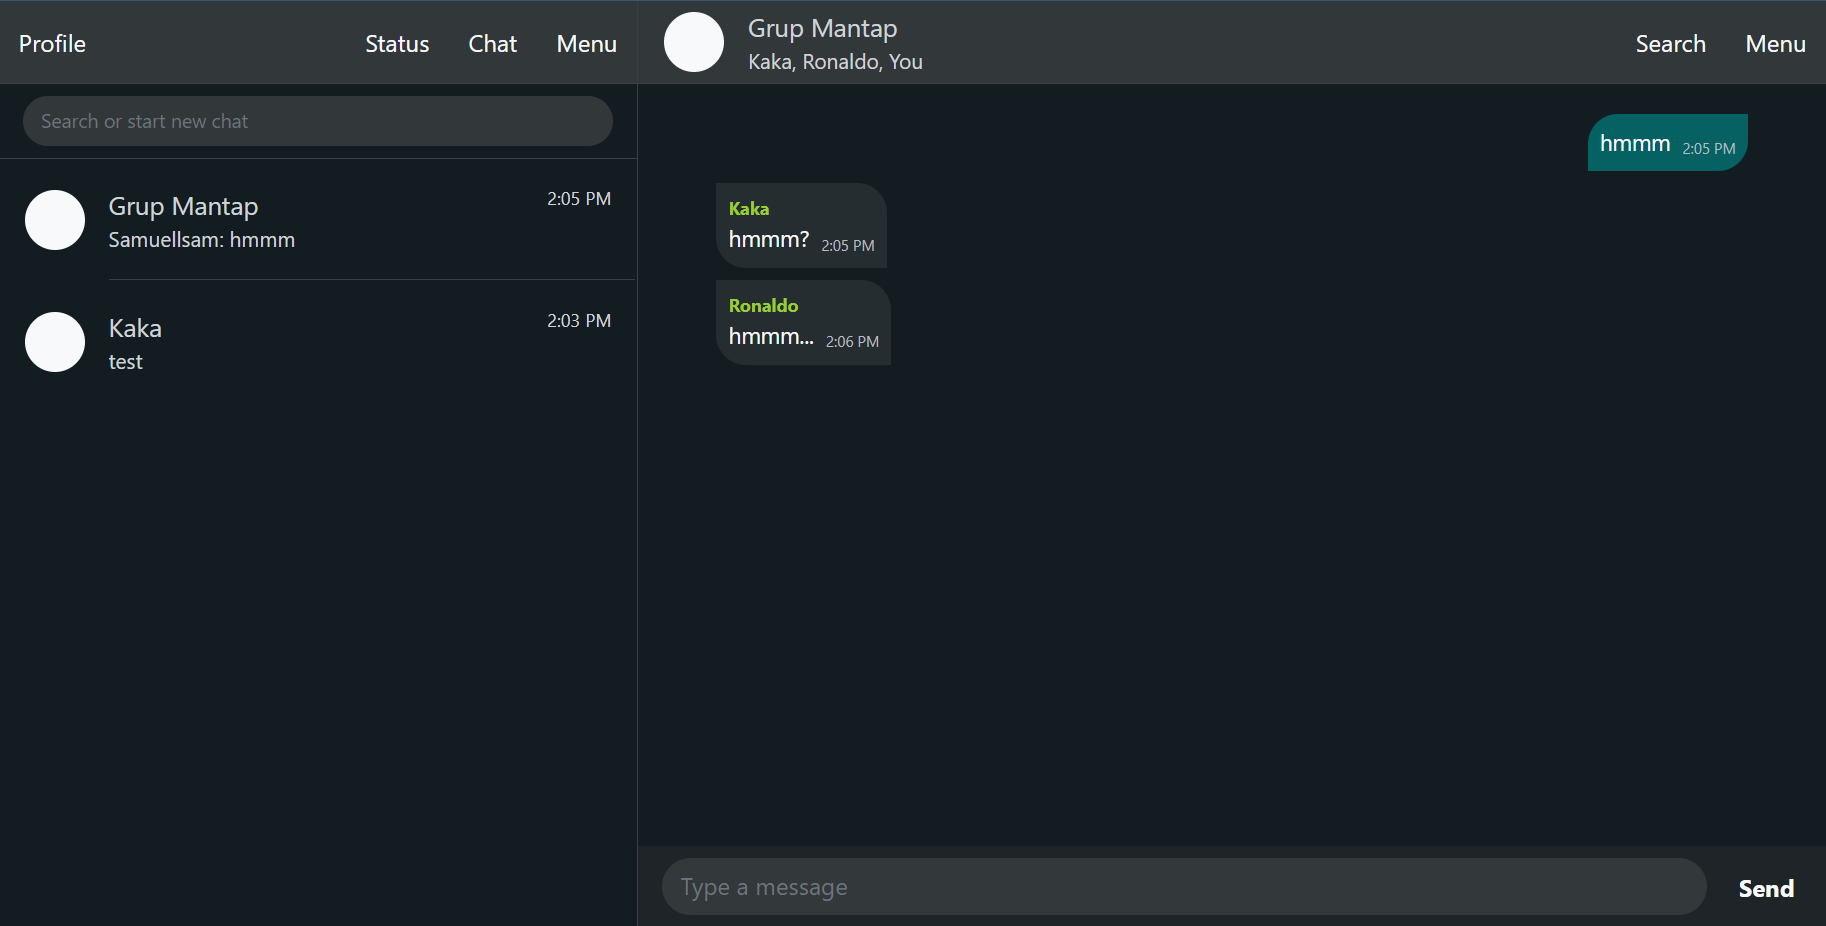 Profile
Status
Chat
Menu
Search or start new chat
Grup Mantap
2:05 PM
Samuellsam: hmmm
Kaka
2:03 PM
test
Grup Mantap
Kaka, Ronaldo, You
Search
Menu
hmmm 2:05 PM
Kaka
hmmm? 2:05 PM
Ronaldo
hmmm... 2:06 PM
Type a message
Send